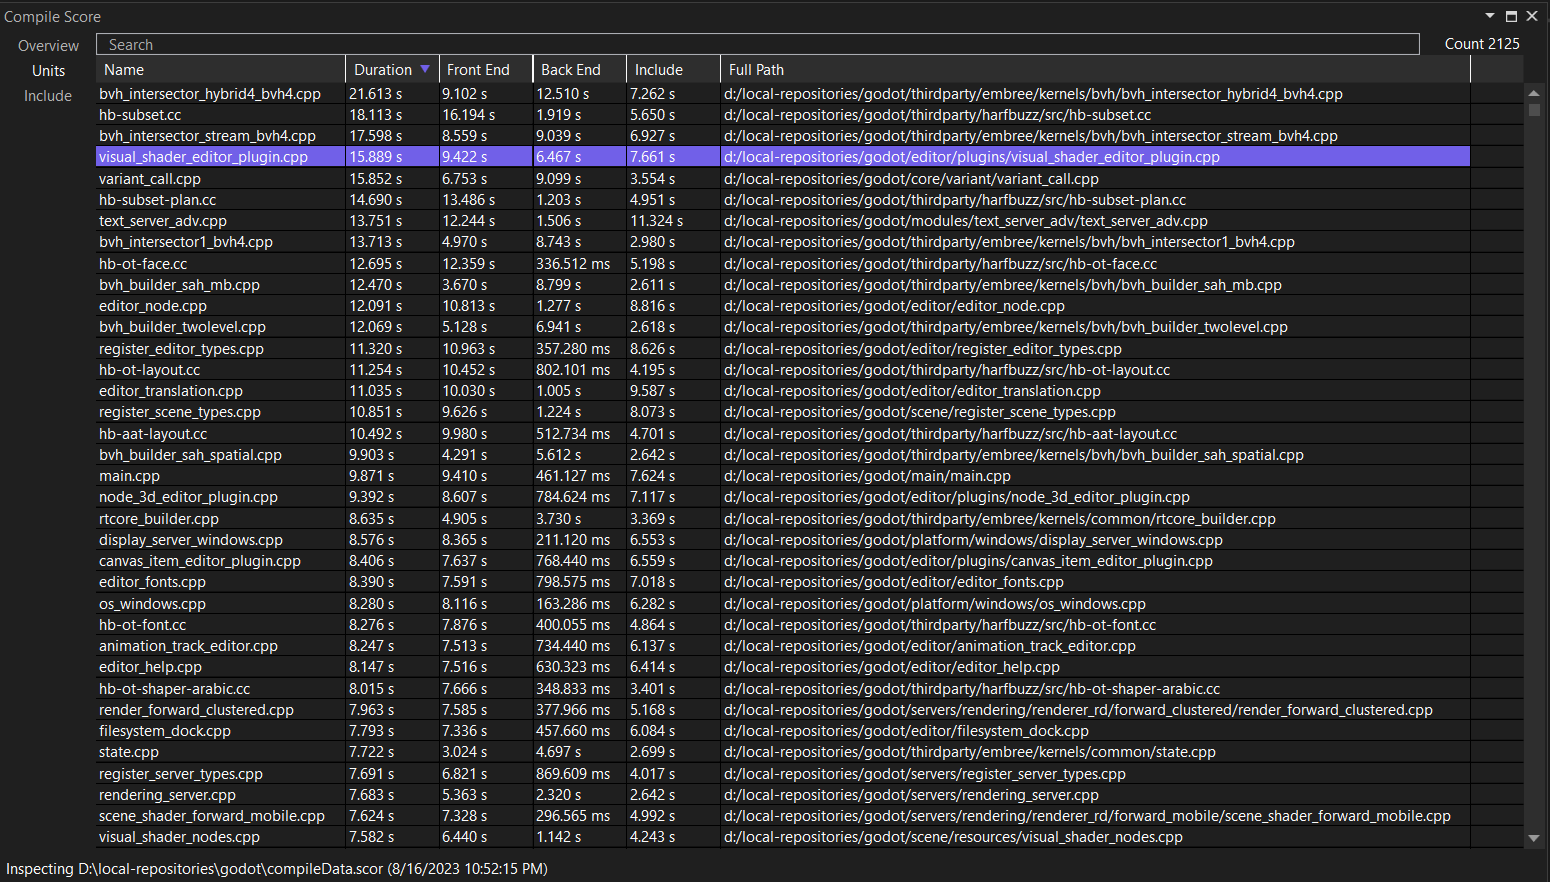 Compile Score
Overview
Units
Include
Search
Count 2125
Name Duration Front End Back End Include Full Path
bvh_intersector_hybrid4_bvh4.cpp 21.613 s 9.102 s 12.510 s 7.262 s d:/local-repositories/godot/thirdparty/embree/kernels/bvh/bvh_intersector_hybrid4_bvh4.cpp
hb-subset.cc 18.113 s 16.194 s 1.919 s 5.650 s d:/local-repositories/godot/thirdparty/harfbuzz/src/hb-subset.cc
bvh_intersector_stream_bvh4.cpp 17.598 s 8.559 s 9.039 s 6.927 s d:/local-repositories/godot/thirdparty/embree/kernels/bvh/bvh_intersector_stream_bvh4.cpp
visual_shader_editor_plugin.cpp 15.889 s 9.422 s 6.467 s 7.661 s d:/local-repositories/godot/editor/plugins/visual_shader_editor_plugin.cpp
variant_call.cpp 15.852 s 6.753 s 9.099 s 3.554 s d:/local-repositories/godot/core/variant/variant_call.cpp
hb-subset-plan.cc 14.690 s 13.486 s 1.203 s 4.951 s d:/local-repositories/godot/thirdparty/harfbuzz/src/hb-subset-plan.cc
text_server_adv.cpp 13.751 s 12.244 s 1.506 s 11.324 s d:/local-repositories/godot/modules/text_server_adv/text_server_adv.cpp
bvh_intersector1_bvh4.cpp 13.713 s 4.970 s 8.743 s 2.980 s d:/local-repositories/godot/thirdparty/embree/kernels/bvh/bvh_intersector1_bvh4.cpp
hb-ot-face.cc 12.695 s 12.359 s 336.512 ms 5.198 s d:/local-repositories/godot/thirdparty/harfbuzz/src/hb-ot-face.cc
bvh_builder_sah_mb.cpp 12.470 s 3.670 s 8.799 s 2.611 s d:/local-repositories/godot/thirdparty/embree/kernels/bvh/bvh_builder_sah_mb.cpp
editor_node.cpp 12.091 s 10.813 s 1.277 s 8.816 s d:/local-repositories/godot/editor/editor_node.cpp
bvh_builder_twolevel.cpp 12.069 s 5.128 s 6.941 s 2.618 s d:/local-repositories/godot/thirdparty/embree/kernels/bvh/bvh_builder_twolevel.cpp
register_editor_types.cpp 11.320 s 10.963 s 357.280 ms 8.626 s d:/local-repositories/godot/editor/register_editor_types.cpp
hb-ot-layout.cc 11.254 s 10.452 s 802.101 ms 4.195 s d:/local-repositories/godot/thirdparty/harfbuzz/src/hb-ot-layout.cc
editor_translation.cpp 11.035 s 10.030 s 1.005 s 9.587 s d:/local-repositories/godot/editor/editor_translation.cpp
register_scene_types.cpp 10.851 s 9.626 s 1.224 s 8.073 s d:/local-repositories/godot/scene/register_scene_types.cpp
hb-aat-layout.cc 10.492 s 9.980 s 512.734 ms 4.701 s d:/local-repositories/godot/thirdparty/harfbuzz/src/hb-aat-layout.cc
bvh_builder_sah_spatial.cpp 9.903 s 4.291 s 5.612 s 2.642 s d:/local-repositories/godot/thirdparty/embree/kernels/bvh/bvh_builder_sah_spatial.cpp
main.cpp 9.871 s 9.410 s 461.127 ms 7.624 s d:/local-repositories/godot/main/main.cpp
node_3d_editor_plugin.cpp 9.392 s 8.607 s 784.624 ms 7.117 s d:/local-repositories/godot/editor/plugins/node_3d_editor_plugin.cpp
rtcore_builder.cpp 8.635 s 4.905 s 3.730 s 3.369 s d:/local-repositories/godot/thirdparty/embree/kernels/common/rtcore_builder.cpp
display_server_windows.cpp 8.576 s 8.365 s 211.120 ms 6.553 s d:/local-repositories/godot/platform/windows/display_server_windows.cpp
canvas_item_editor_plugin.cpp 8.406 s 7.637 s 768.440 ms 6.559 s d:/local-repositories/godot/editor/plugins/canvas_item_editor_plugin.cpp
editor_fonts.cpp 8.390 s 7.591 s 798.575 ms 7.018 s d:/local-repositories/godot/editor/editor_fonts.cpp
os_windows.cpp 8.280 s 8.116 s 163.286 ms 6.282 s d:/local-repositories/godot/platform/windows/os_windows.cpp
hb-ot-font.cc 8.276 s 7.876 s 400.055 ms 4.864 s d:/local-repositories/godot/thirdparty/harfbuzz/src/hb-ot-font.cc
animation_track_editor.cpp 8.247 s 7.513 s 734.440 ms 6.137 s d:/local-repositories/godot/editor/animation_track_editor.cpp
editor_help.cpp 8.147 s 7.516 s 630.323 ms 6.414 s d:/local-repositories/godot/editor/editor_help.cpp
hb-ot-shaper-arabic.cc 8.015 s 7.666 s 348.833 ms 3.401 s d:/local-repositories/godot/thirdparty/harfbuzz/src/hb-ot-shaper-arabic.cc
render_forward_clustered.cpp 7.963 s 7.585 s 377.966 ms 5.168 s d:/local-repositories/godot/servers/rendering/renderer_rd/forward_clustered/render_forward_clustered.cpp
filesystem_dock.cpp 7.793 s 7.336 s 457.660 ms 6.084 s d:/local-repositories/godot/editor/filesystem_dock.cpp
state.cpp 7.722 s 3.024 s 4.697 s 2.699 s d:/local-repositories/godot/thirdparty/embree/kernels/common/state.cpp
register_server_types.cpp 7.691 s 6.821 s 869.609 ms 4.017 s d:/local-repositories/godot/servers/register_server_types.cpp
rendering_server.cpp 7.683 s 5.363 s 2.320 s 2.642 s d:/local-repositories/godot/servers/rendering_server.cpp
scene_shader_forward_mobile.cpp 7.624 s 7.328 s 296.565 ms 4.992 s d:/local-repositories/godot/servers/rendering/renderer_rd/forward_mobile/scene_shader_forward_mobile.cpp
visual_shader_nodes.cpp 7.582 s 6.440 s 1.142 s 4.243 s d:/local-repositories/godot/scene/resources/visual_shader_nodes.cpp
Inspecting D:\local-repositories\godot\compileData.scor (8/16/2023 10:52:15 PM)